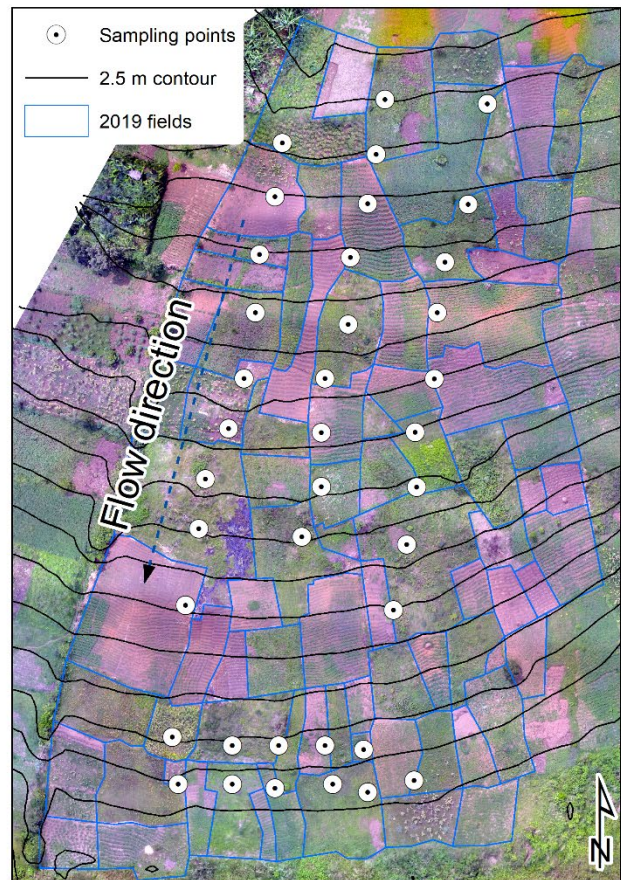 Sampling points
2.5 m contour
2019 fields
Flow direction
N